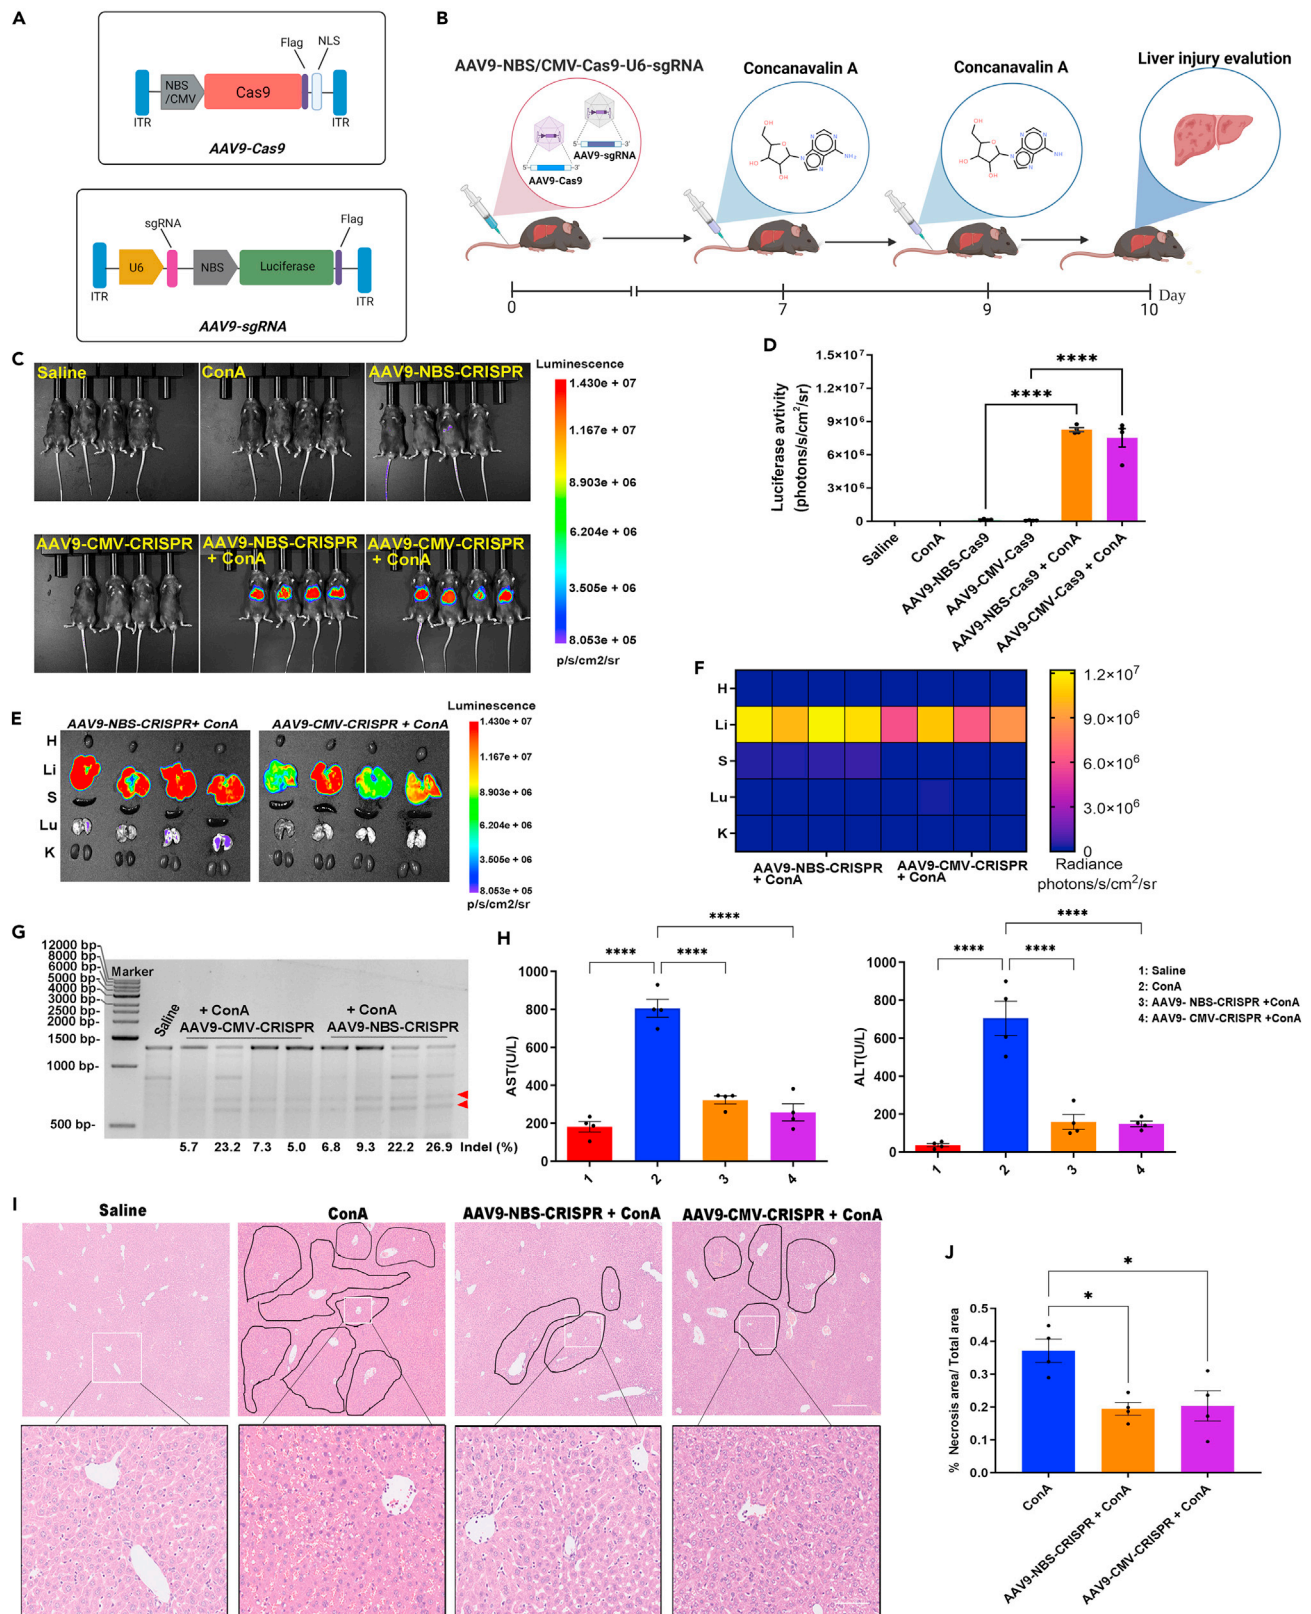 A
Flag
NLS
NBS
/CMV
Cas9
ITR
ITR
AAV9-Cas9
sgRNA
Flag
U6
NBS
Luciferase
ITR
ITR
AAV9-sgRNA
B
AAV9-NBS/CMV-Cas9-U6-sgRNA
Concanavalin A
Concanavalin A
Liver injury evalution
5'-
-3'
AAV9-sgRNA
5'-
-3'
AAV9-Cas9
0
7
9
10
Day
C
Saline
ConA
AAV9-NBS-CRISPR
AAV9-CMV-CRISPR
AAV9-NBS-CRISPR
+ ConA
AAV9-CMV-CRISPR
+ ConA
Luminescence
1.430e + 07
1.167e + 07
8.903e + 06
6.204e + 06
3.505e + 06
8.053e + 05
p/s/cm2/sr
D
Luciferase avtivity
(photons/s/cm²/sr)
1.5×10⁷
1.2×10⁷
9×10⁶
6×10⁶
3×10⁶
0
****
****
Saline
ConA
AAV9-NBS-Cas9
AAV9-CMV-Cas9
AAV9-NBS-Cas9 + ConA
AAV9-CMV-Cas9 + ConA
E
AAV9-NBS-CRISPR+ ConA
AAV9-CMV-CRISPR + ConA
H
Li
S
Lu
K
Luminescence
1.430e + 07
1.167e + 07
8.903e + 06
6.204e + 06
3.505e + 06
8.053e + 05
p/s/cm2/sr
F
H
Li
S
Lu
K
AAV9-NBS-CRISPR
+ ConA
AAV9-CMV-CRISPR
+ ConA
1.2×10⁷
9.0×10⁶
6.0×10⁶
3.0×10⁶
0
Radiance
photons/s/cm²/sr
G
12000 bp-
8000 bp-
6000 bp-
5000 bp-
4000 bp-
3000 bp-
2500 bp-
2000 bp-
1500 bp-
1000 bp-
500 bp-
Marker
Saline
+ ConA
AAV9-CMV-CRISPR
+ ConA
AAV9-NBS-CRISPR
5.7 23.2 7.3 5.0 6.8 9.3 22.2 26.9 Indel (%)
H
AST(U/L)
1000
800
600
400
200
0
****
****
****
1
2
3
4
ALT(U/L)
1000
800
600
400
200
0
****
****
****
1
2
3
4
1: Saline
2: ConA
3: AAV9- NBS-CRISPR +ConA
4: AAV9- CMV-CRISPR +ConA
I
Saline
ConA
AAV9-NBS-CRISPR + ConA
AAV9-CMV-CRISPR + ConA
J
% Necrosis area/ Total area
0.5
0.4
0.3
0.2
0.1
0.0
*
*
ConA
AAV9-NBS-CRISPR + ConA
AAV9-CMV-CRISPR + ConA